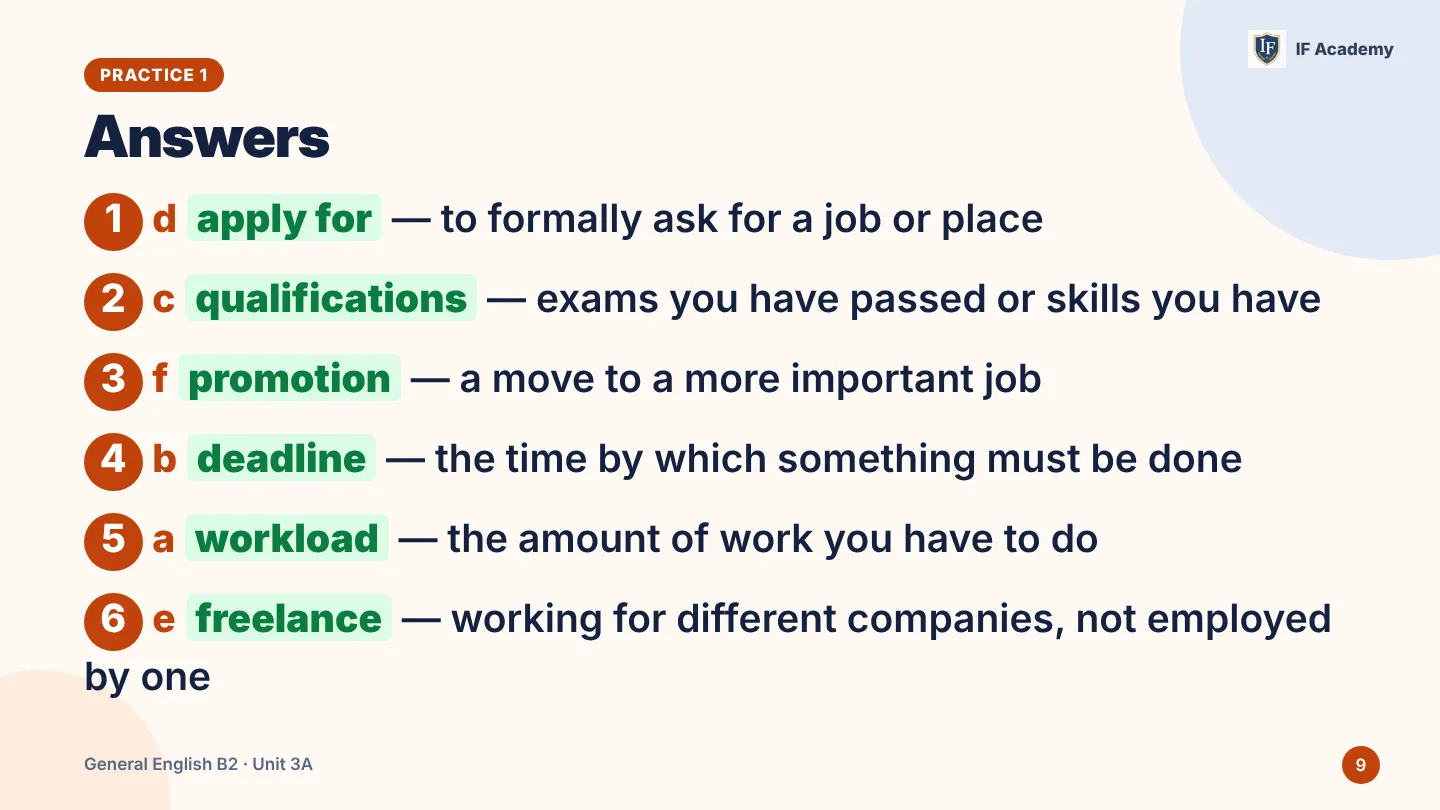 IF Academy
PRACTICE 1
Answers
1 d apply for — to formally ask for a job or place
2 c qualifications — exams you have passed or skills you have
3 f promotion — a move to a more important job
4 b deadline — the time by which something must be done
5 a workload — the amount of work you have to do
6 e freelance — working for different companies, not employed
by one
General English B2 · Unit 3A
9